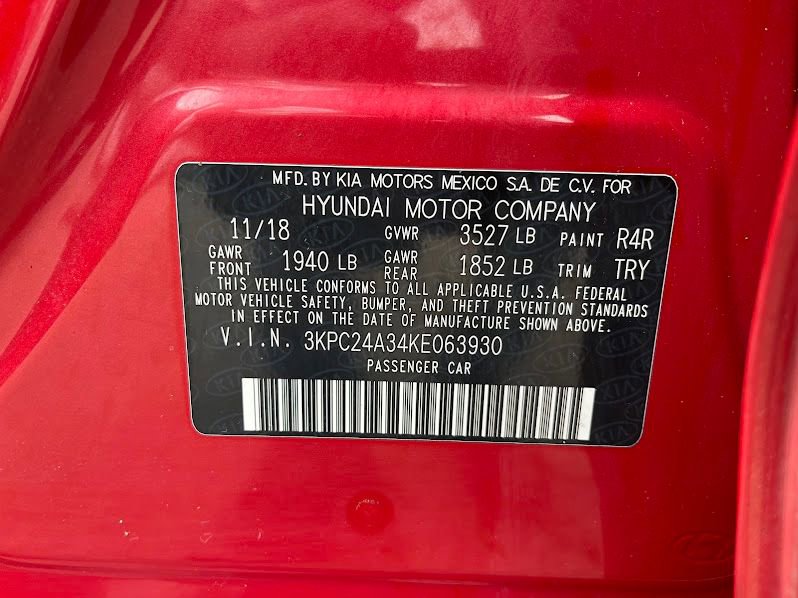 MFD. BY KIA MOTORS MEXICO S.A. DE C.V. FOR
HYUNDAI MOTOR COMPANY
11/18 GVWR 3527 LB PAINT R4R
GAWR FRONT 1940 LB GAWR REAR 1852 LB TRIM TRY
THIS VEHICLE CONFORMS TO ALL APPLICABLE U.S.A. FEDERAL
MOTOR VEHICLE SAFETY, BUMPER, AND THEFT PREVENTION STANDARDS
IN EFFECT ON THE DATE OF MANUFACTURE SHOWN ABOVE.
V.I.N. 3KPC24A34KE063930
PASSENGER CAR